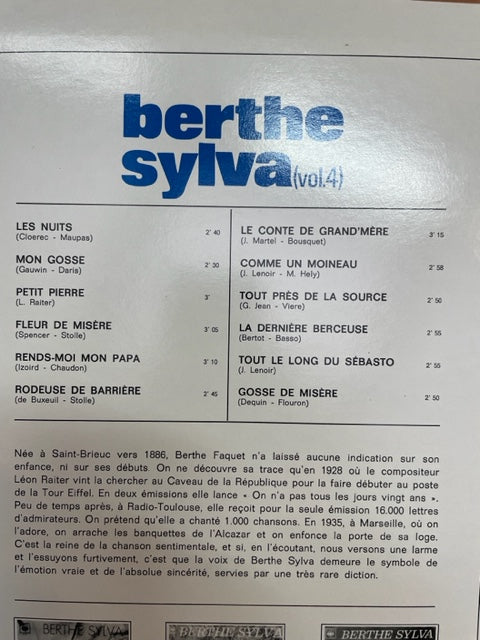 berthe
sylva (vol.4)
LES NUITS 2' 40
(Cloerec - Maupas)
MON GOSSE 2' 30
(Gauwin - Daris)
PETIT PIERRE 3'
(L. Raiter)
FLEUR DE MISÈRE 3' 05
(Spencer - Stolle)
RENDS-MOI MON PAPA 3' 10
(Izoird - Chaudon)
RODEUSE DE BARRIÈRE 2' 45
(de Buxeuil - Stolle)
LE CONTE DE GRAND'MÈRE 3' 15
(J. Martel - Bousquet)
COMME UN MOINEAU 2' 58
(J. Lenoir - M. Hely)
TOUT PRÈS DE LA SOURCE 2' 50
(G. Jean - Viere)
LA DERNIÈRE BERCEUSE 2' 55
(Bertot - Basso)
TOUT LE LONG DU SÉBASTO 2' 55
(J. Lenoir)
GOSSE DE MISÈRE 2' 50
(Dequin - Flouron)
Née à Saint-Brieuc vers 1886, Berthe Faquet n'a laissé aucune indication sur son
enfance, ni sur ses débuts. On ne découvre sa trace qu'en 1928 où le compositeur
Léon Raiter vint la chercher au Caveau de la République pour la faire débuter au poste
de la Tour Eiffel. En deux émissions elle lance « On n'a pas tous les jours vingt ans ».
Peu de temps après, à Radio-Toulouse, elle reçoit pour la seule émission 16.000 lettres
d'admirateurs. On prétend qu'elle a chanté 1.000 chansons. En 1935, à Marseille, où on
l'adore, on arrache les banquettes de l'Alcazar et on enfonce la porte de sa loge.
C'est la reine de la chanson sentimentale, et si, en l'écoutant, nous versons une larme
et l'essuyons furtivement, c'est que la voix de Berthe Sylva demeure le symbole de
l'émotion vraie et de l'absolue sincérité, servies par une très rare diction.
BERTHE SYLVA BERTHE SYLVA BERTHE SYLVA